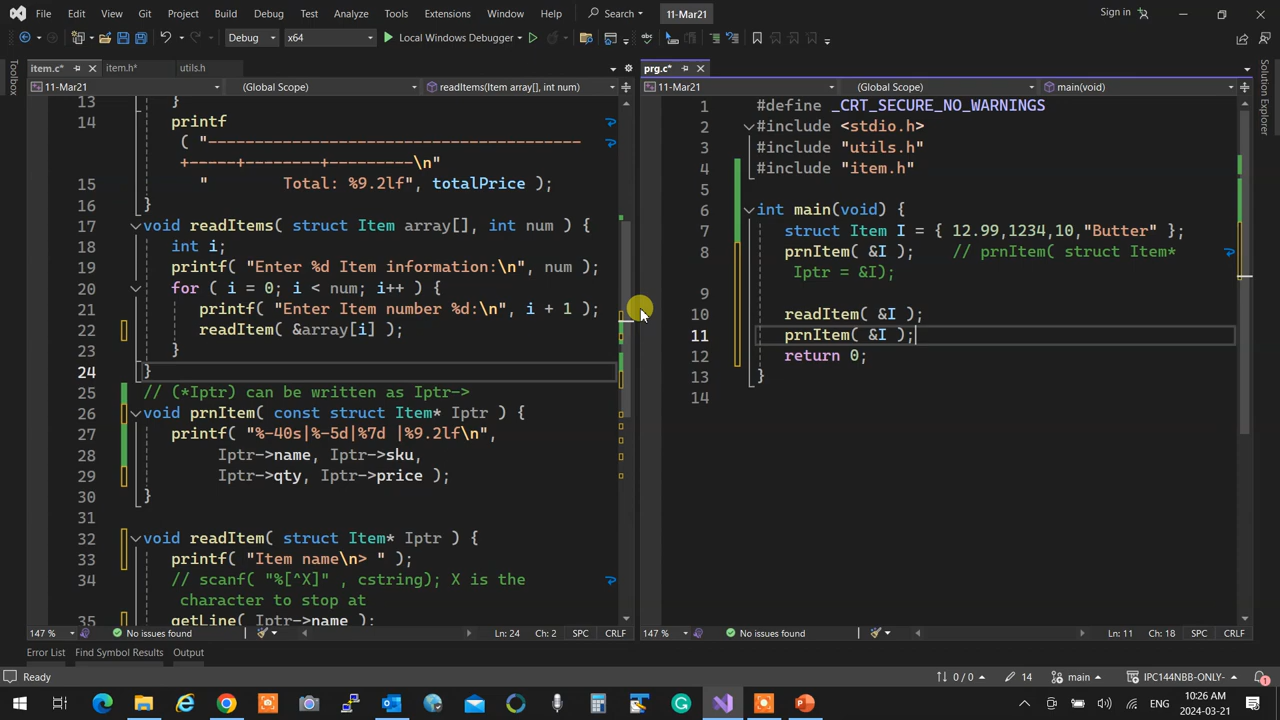 File Edit View Git Project Build Debug Test Analyze Tools Extensions Window Help Search 11-Mar21 Sign in
Debug x64 Local Windows Debugger
Toolbox
item.c* item.h* utils.h
11-Mar21 (Global Scope) readItems(Item array[], int num)
13 }
14 printf
( "----------------------------------------
+-----+--------+---------\n"
15 " Total: %9.2lf", totalPrice );
16 }
17 void readItems( struct Item array[], int num ) {
18 int i;
19 printf( "Enter %d Item information:\n", num );
20 for ( i = 0; i < num; i++ ) {
21 printf( "Enter Item number %d:\n", i + 1 );
22 readItem( &array[i] );
23 }
24 }
25 // (*Iptr) can be written as Iptr->
26 void prnItem( const struct Item* Iptr ) {
27 printf( "%-40s|%-5d|%7d |%9.2lf\n",
28 Iptr->name, Iptr->sku,
29 Iptr->qty, Iptr->price );
30 }
31
32 void readItem( struct Item* Iptr ) {
33 printf( "Item name\n> " );
34 // scanf( "%[^X]" , cstring); X is the
character to stop at
35 getLine( Iptr->name );
147 % No issues found Ln: 24 Ch: 2 SPC CRLF
prg.c*
11-Mar21 (Global Scope) main(void)
1 #define _CRT_SECURE_NO_WARNINGS
2 #include <stdio.h>
3 #include "utils.h"
4 #include "item.h"
5
6 int main(void) {
7 struct Item I = { 12.99,1234,10,"Butter" };
8 prnItem( &I ); // prnItem( struct Item*
Iptr = &I);
9
10 readItem( &I );
11 prnItem( &I );
12 return 0;
13 }
14
147 % No issues found Ln: 11 Ch: 18 SPC CRLF
Solution Explorer
Error List Find Symbol Results Output
Ready 0 / 0 14 main IPC144NBB-ONLY- 1
ENG 10:26 AM
2024-03-21